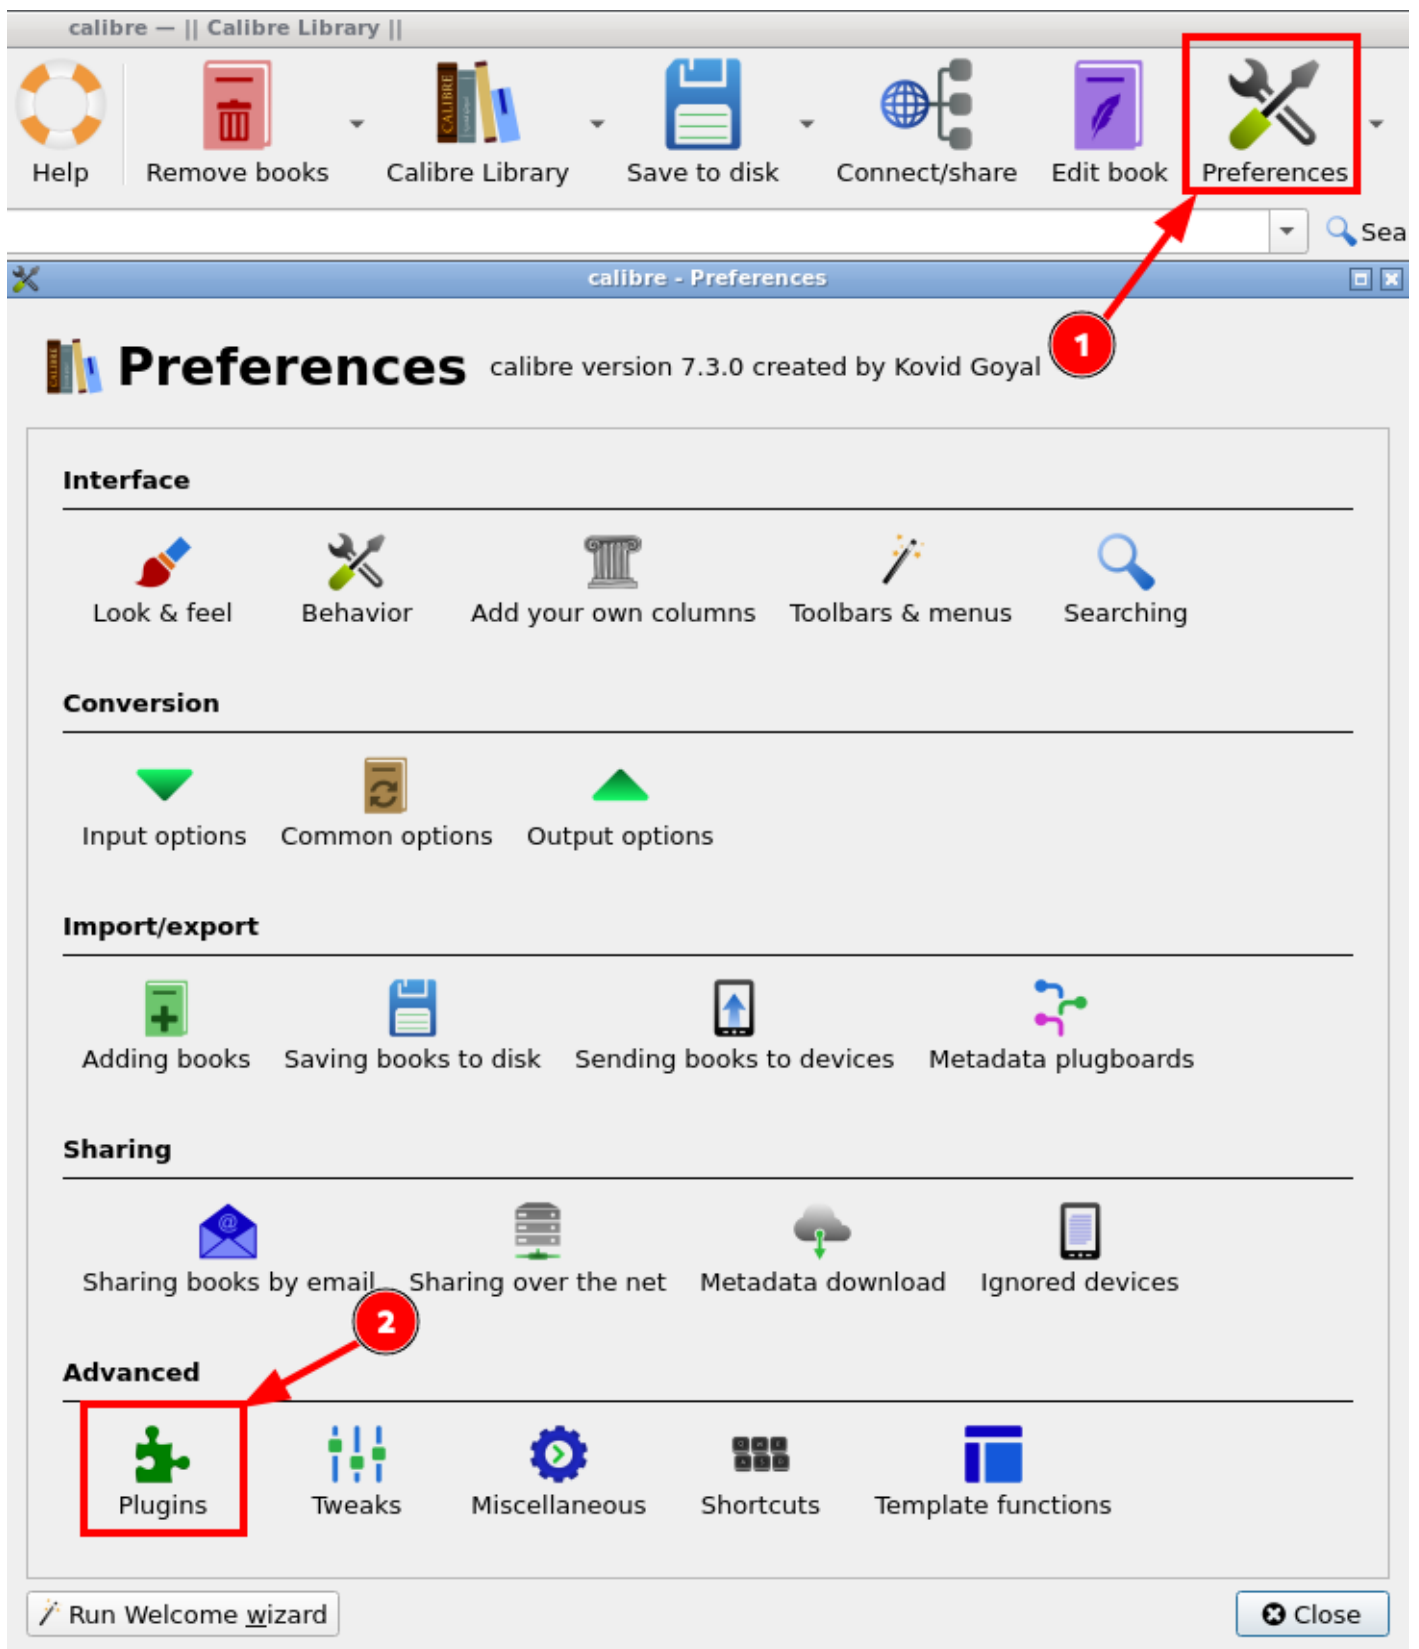 calibre — || Calibre Library ||
CALIBRE
Help Remove books Calibre Library Save to disk Connect/share Edit book Preferences
Sea
calibre - Preferences
1
Preferences calibre version 7.3.0 created by Kovid Goyal
Interface
Look & feel Behavior Add your own columns Toolbars & menus Searching
Conversion
Input options Common options Output options
Import/export
Adding books Saving books to disk Sending books to devices Metadata plugboards
Sharing
@
Sharing books by email Sharing over the net Metadata download Ignored devices
2
Advanced
Plugins Tweaks Miscellaneous Shortcuts Template functions
Run Welcome wizard Close